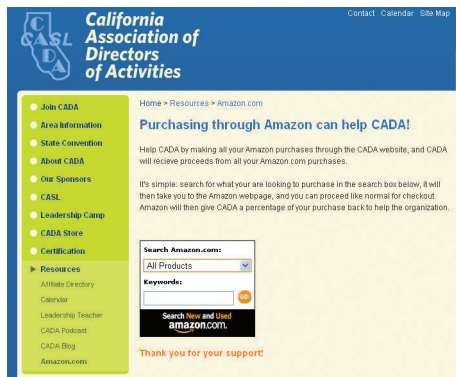 Contact Calendar Site Map
C
CASL
D
A
California
Association of
Directors
of Activities
Join CADA
Area Information
State Convention
About CADA
Our Sponsors
CASL
Leadership Camp
CADA Store
Certification
Resources
Affiliate Directory
Calendar
Leadership Teacher
CADA Podcast
CADA Blog
Amazon.com
Home > Resources > Amazon.com
Purchasing through Amazon can help CADA!
Help CADA by making all your Amazon purchases through the CADA website, and CADA
will recieve proceeds from all your Amazon.com purchases.
It's simple: search for what your are looking to purchase in the search box below, it will
then take you to the Amazon webpage, and you can proceed like normal for checkout.
Amazon will then give CADA a percentage of your purchase back to help the organization.
Search Amazon.com:
All Products
Keywords:
GO!
Search New and Used
amazon.com.
Thank you for your support!